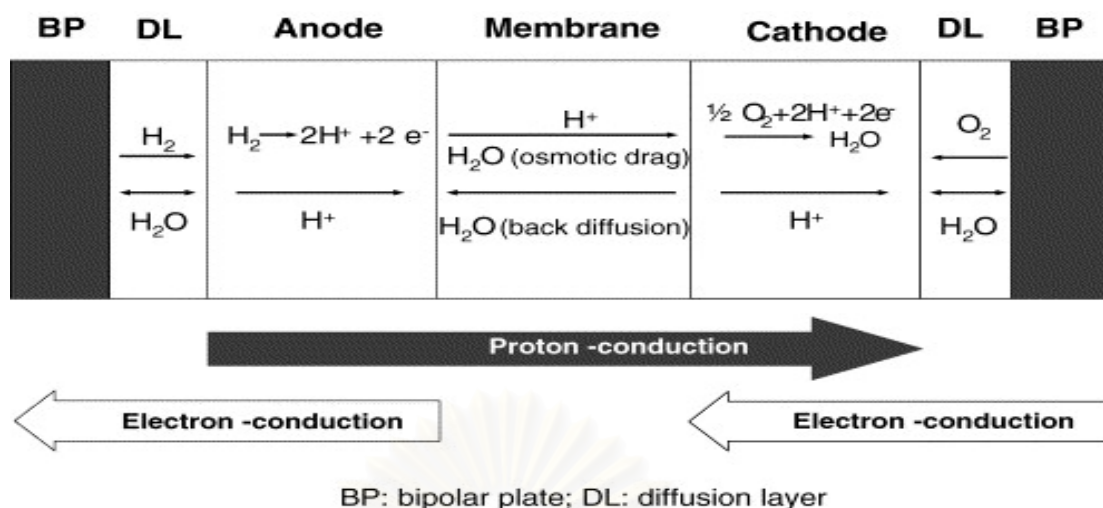 BP DL Anode Membrane Cathode DL BP
H₂
H₂O
H₂→2H⁺ +2 e⁻
H⁺
H⁺
H₂O (osmotic drag)
H₂O (back diffusion)
½ O₂+2H⁺+2e⁻
H₂O
H⁺
O₂
H₂O
Proton -conduction
Electron -conduction
Electron -conduction
BP: bipolar plate; DL: diffusion layer